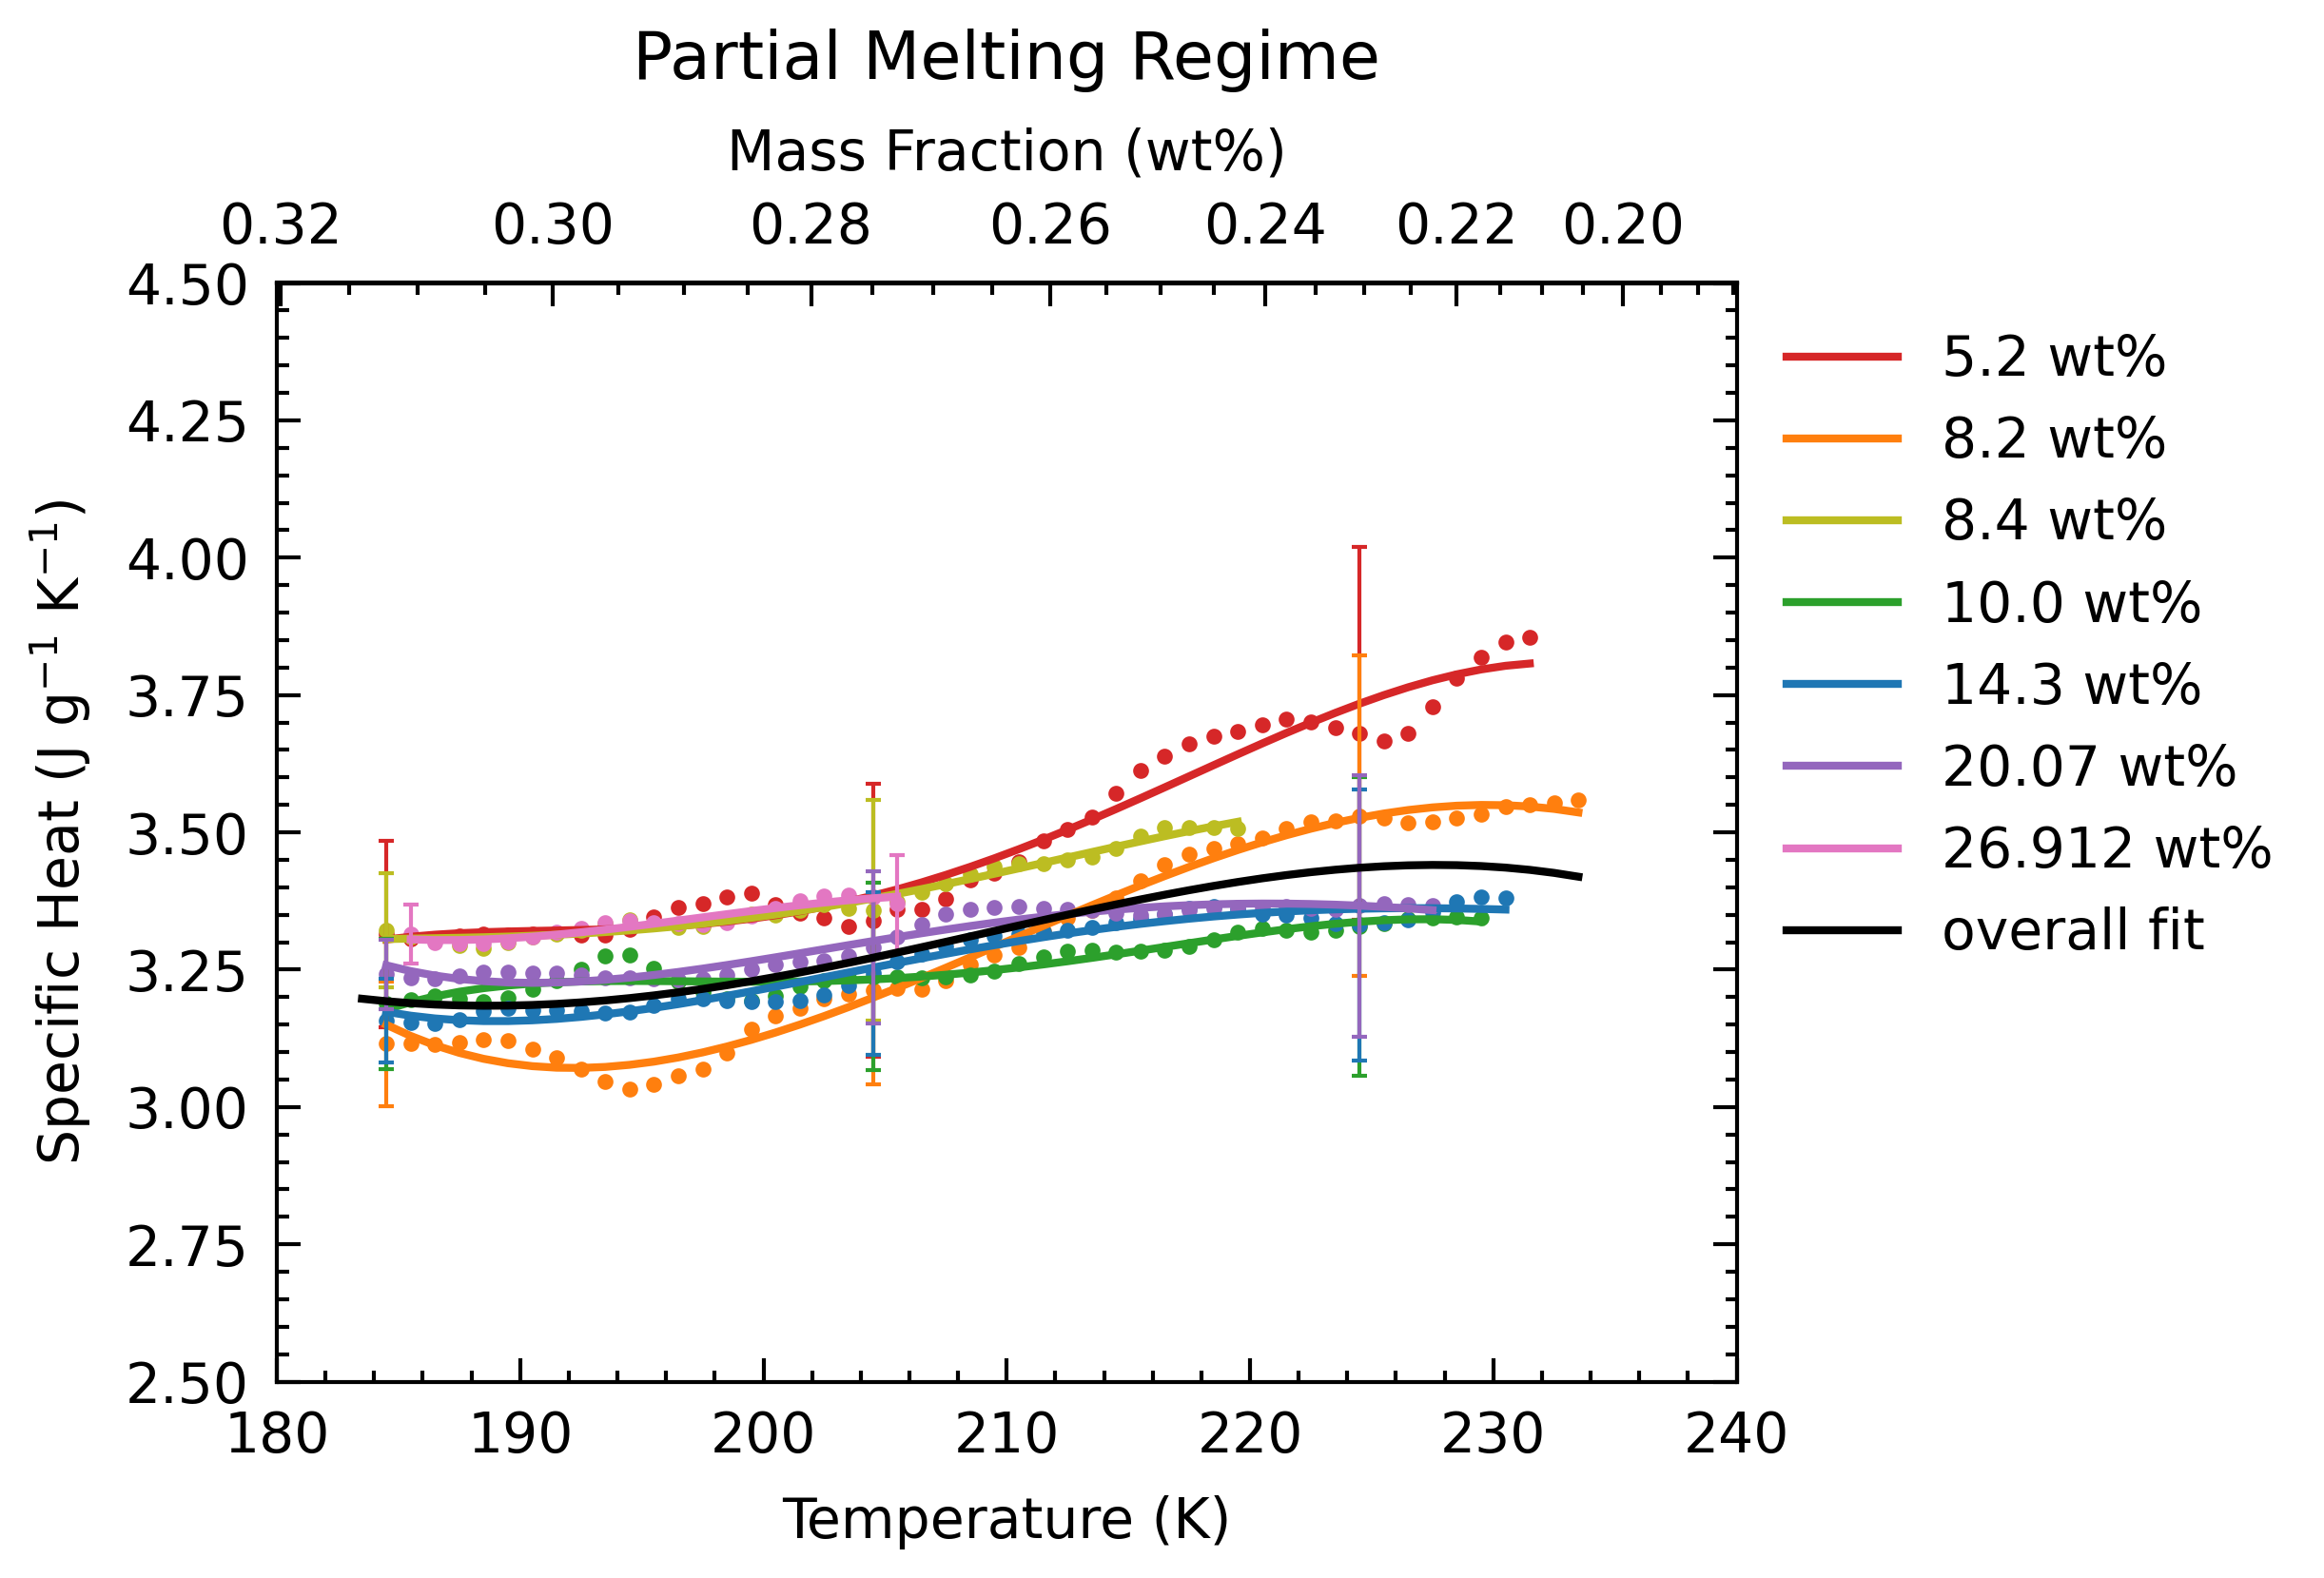 Partial Melting Regime
Mass Fraction (wt%)
0.32 0.30 0.28 0.26 0.24 0.22 0.20
4.50
4.25
4.00
3.75
3.50
3.25
3.00
2.75
2.50
Specific Heat (J g⁻¹ K⁻¹)
180 190 200 210 220 230 240
Temperature (K)
5.2 wt%
8.2 wt%
8.4 wt%
10.0 wt%
14.3 wt%
20.07 wt%
26.912 wt%
overall fit